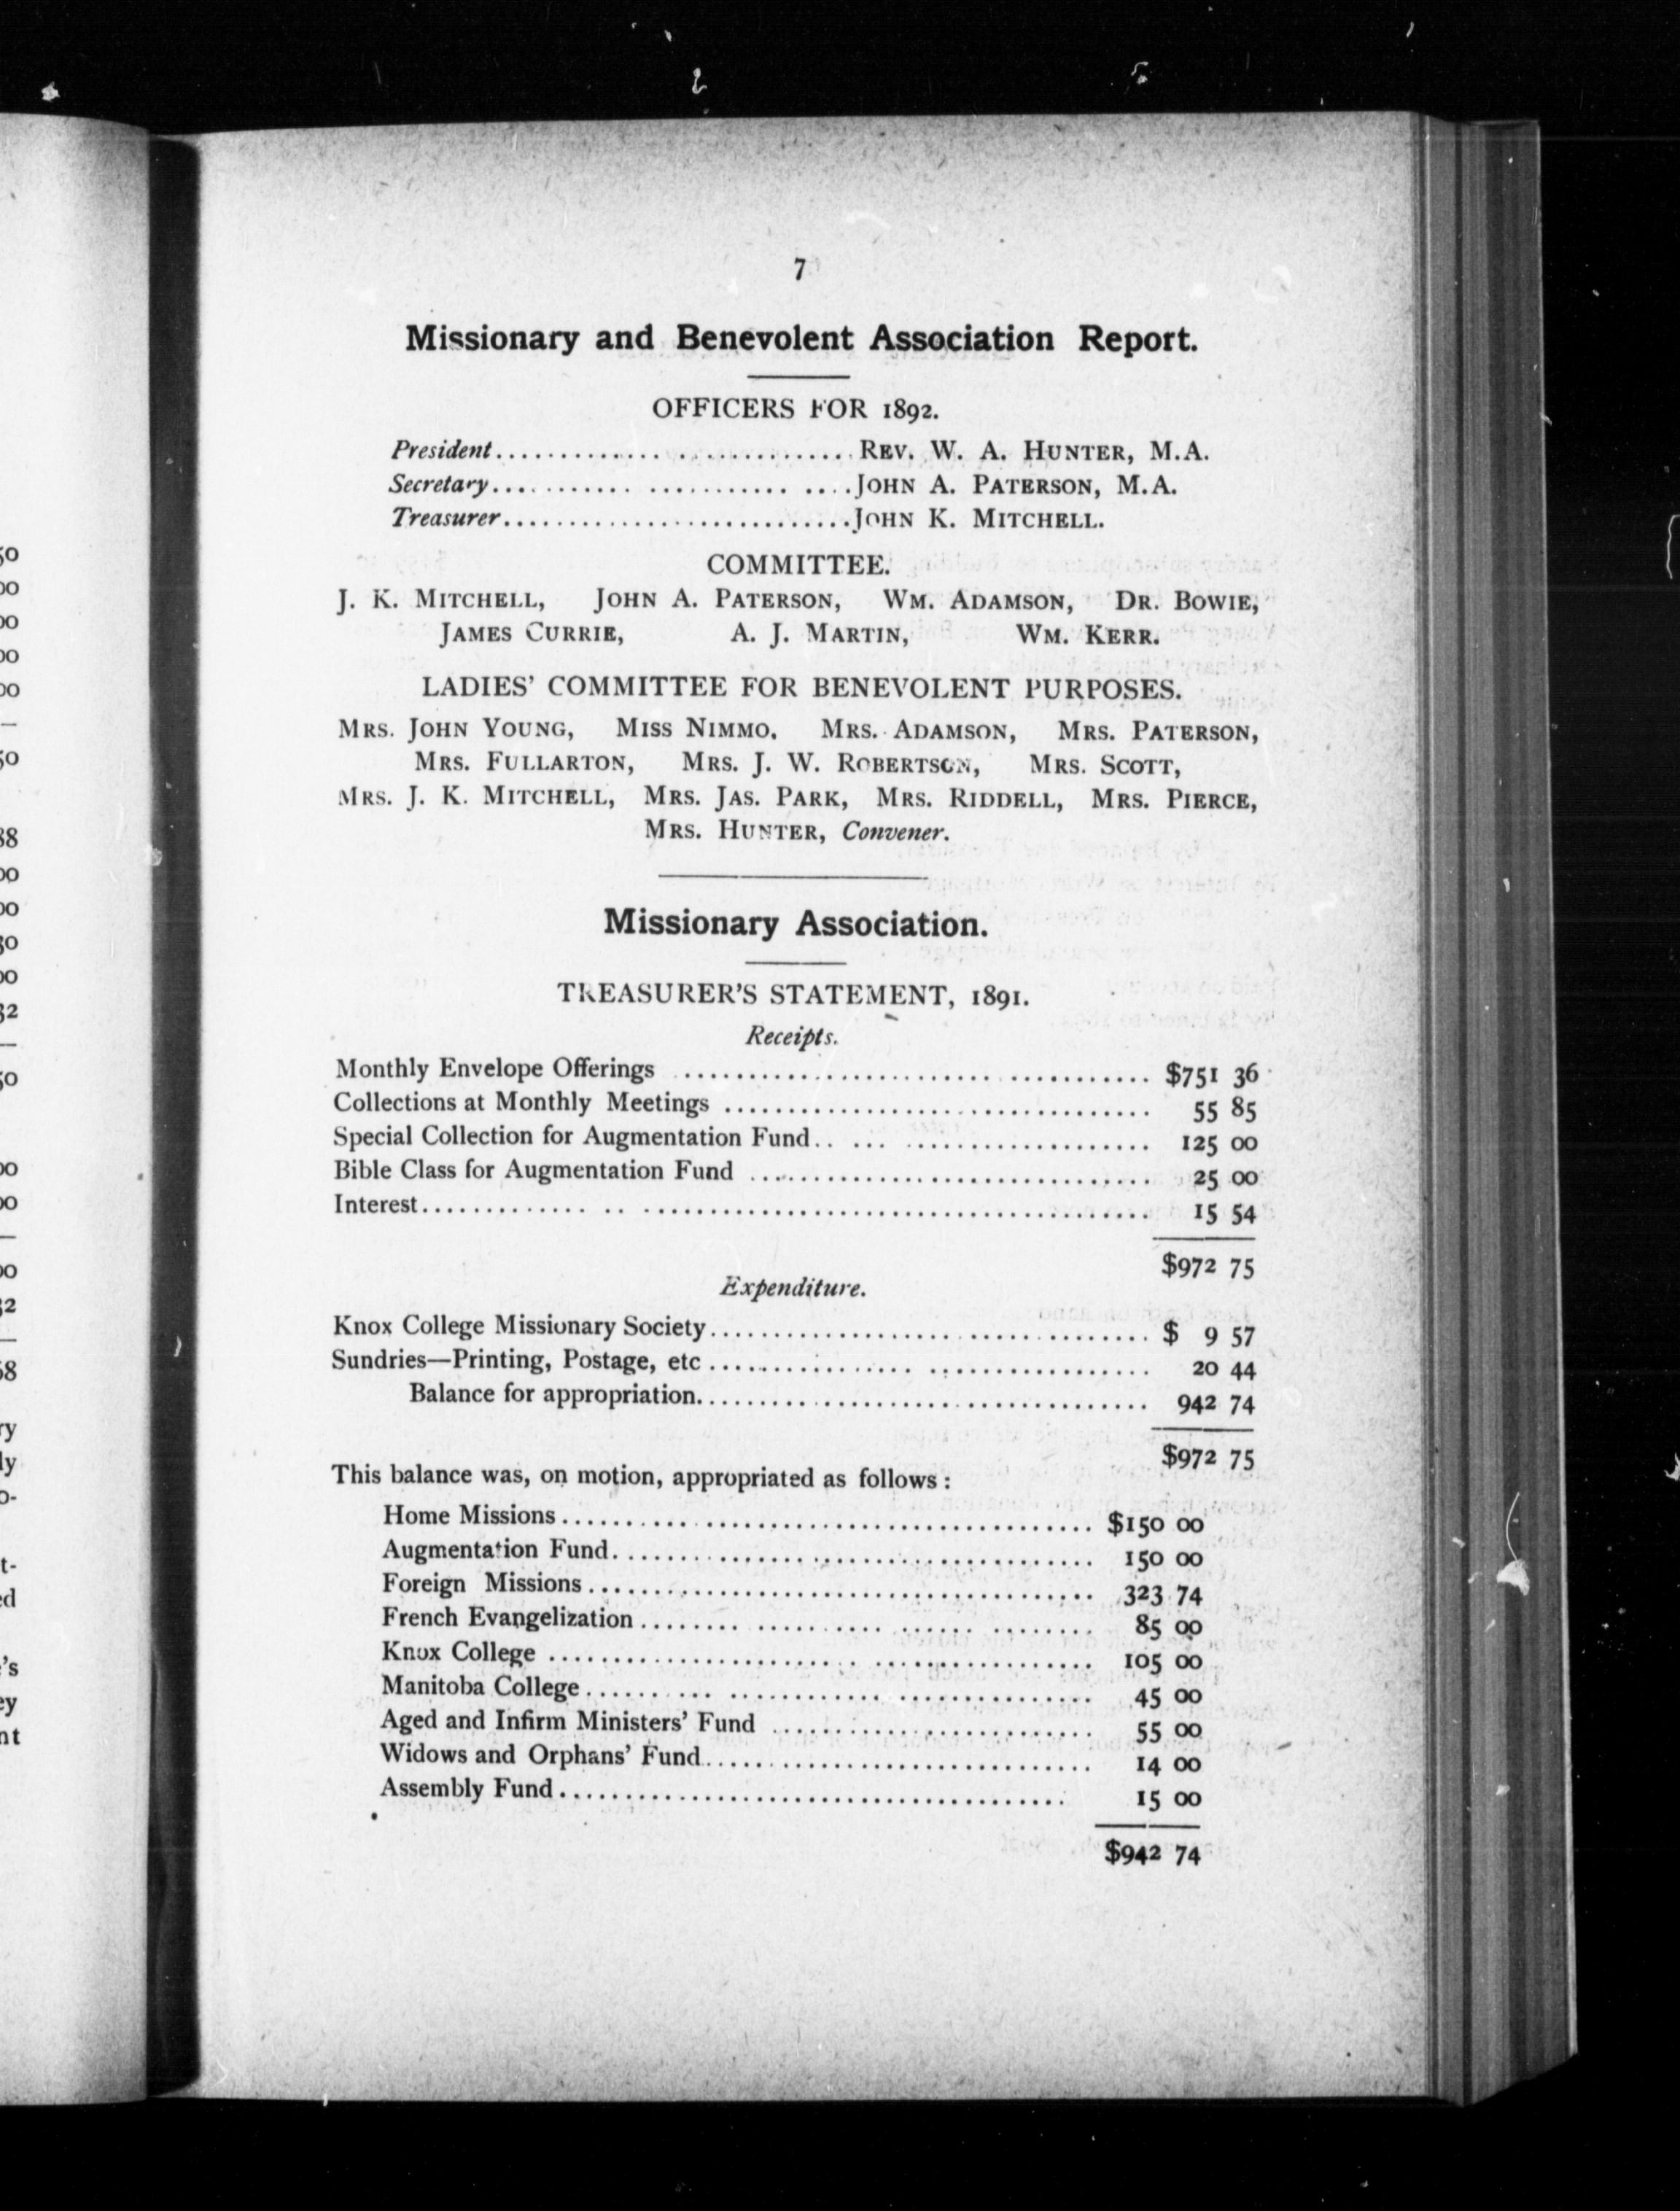 7
Missionary and Benevolent Association Report.
OFFICERS FOR 1892.
President............................REV. W. A. HUNTER, M.A.
Secretary............................JOHN A. PATERSON, M.A.
Treasurer............................JOHN K. MITCHELL.
COMMITTEE.
J. K. MITCHELL, JOHN A. PATERSON, WM. ADAMSON, DR. BOWIE,
JAMES CURRIE, A. J. MARTIN, WM. KERR.
LADIES' COMMITTEE FOR BENEVOLENT PURPOSES.
MRS. JOHN YOUNG, MISS NIMMO, MRS. ADAMSON, MRS. PATERSON,
MRS. FULLARTON, MRS. J. W. ROBERTSON, MRS. SCOTT,
MRS. J. K. MITCHELL, MRS. JAS. PARK, MRS. RIDDELL, MRS. PIERCE,
MRS. HUNTER, Convener.
Missionary Association.
TREASURER'S STATEMENT, 1891.
Receipts.
Monthly Envelope Offerings .................................... $751 36
Collections at Monthly Meetings ................................. 55 85
Special Collection for Augmentation Fund......................... 125 00
Bible Class for Augmentation Fund ............................... 25 00
Interest........................................................ 15 54
$972 75
Expenditure.
Knox College Missionary Society.................................. $ 9 57
Sundries—Printing, Postage, etc .................................. 20 44
Balance for appropriation................................... 942 74
$972 75
This balance was, on motion, appropriated as follows :
Home Missions......................................... $150 00
Augmentation Fund..................................... 150 00
Foreign Missions....................................... 323 74
French Evangelization................................... 85 00
Knox College .......................................... 105 00
Manitoba College....................................... 45 00
Aged and Infirm Ministers' Fund ........................ 55 00
Widows and Orphans' Fund.............................. 14 00
Assembly Fund....................................... 15 00
$942 74